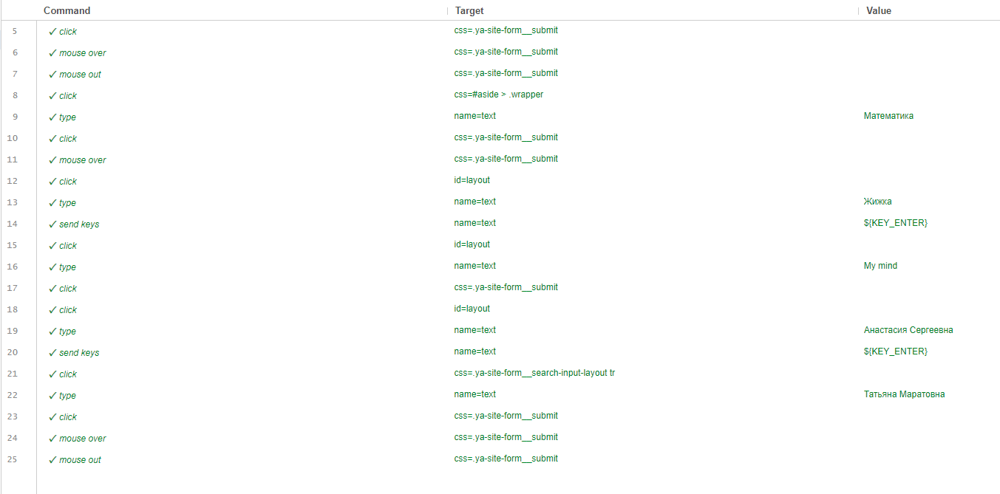 Command Target Value
5 ✓ click css=.ya-site-form__submit
6 ✓ mouse over css=.ya-site-form__submit
7 ✓ mouse out css=.ya-site-form__submit
8 ✓ click css=#aside > .wrapper
9 ✓ type name=text Математика
10 ✓ click css=.ya-site-form__submit
11 ✓ mouse over css=.ya-site-form__submit
12 ✓ click id=layout
13 ✓ type name=text Жижка
14 ✓ send keys name=text ${KEY_ENTER}
15 ✓ click id=layout
16 ✓ type name=text My mind
17 ✓ click css=.ya-site-form__submit
18 ✓ click id=layout
19 ✓ type name=text Анастасия Сергеевна
20 ✓ send keys name=text ${KEY_ENTER}
21 ✓ click css=.ya-site-form__search-input-layout tr
22 ✓ type name=text Татьяна Маратовна
23 ✓ click css=.ya-site-form__submit
24 ✓ mouse over css=.ya-site-form__submit
25 ✓ mouse out css=.ya-site-form__submit